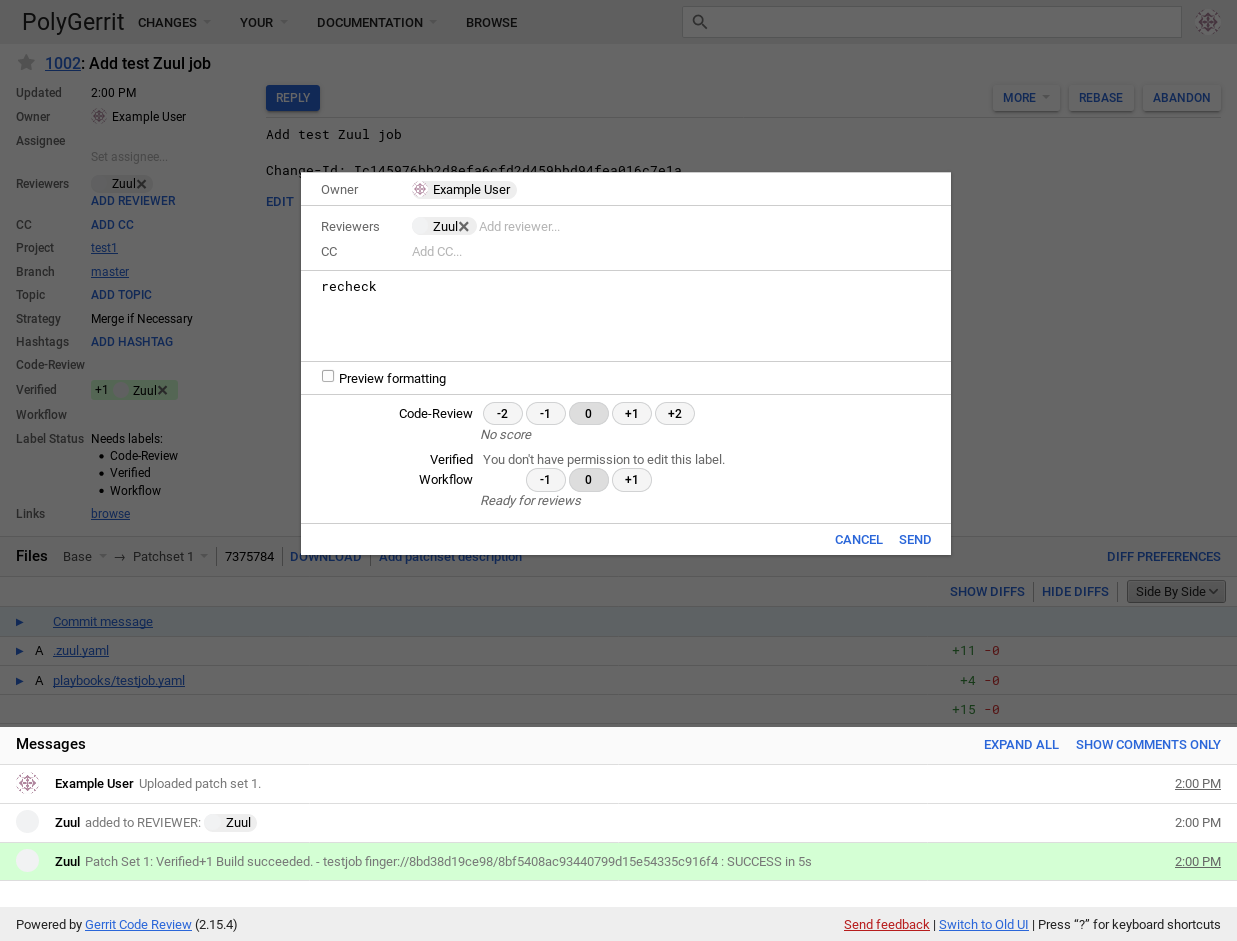 PolyGerrit CHANGES YOUR DOCUMENTATION BROWSE
1002: Add test Zuul job
Updated 2:00 PM
Owner Example User
Assignee
Set assignee...
Reviewers Zuul
ADD REVIEWER
CC ADD CC
Project test1
Branch master
Topic ADD TOPIC
Strategy Merge if Necessary
Hashtags ADD HASHTAG
Code-Review
Verified +1 Zuul
Workflow
Label Status Needs labels:
Code-Review
Verified
Workflow
Links browse
REPLY MORE REBASE ABANDON
Add test Zuul job
Change-Id: Ic145976bb2d8efa6cfd2d459bbd94fea016c7e1a
EDIT
Owner Example User
Reviewers Zuul Add reviewer...
CC Add CC...
recheck
Preview formatting
Code-Review -2 -1 0 +1 +2
No score
Verified You don't have permission to edit this label.
Workflow -1 0 +1
Ready for reviews
CANCEL SEND
Files Base → Patchset 1 7375784 DOWNLOAD Add patchset description DIFF PREFERENCES
SHOW DIFFS HIDE DIFFS Side By Side
Commit message
A .zuul.yaml +11 -0
A playbooks/testjob.yaml +4 -0
+15 -0
Messages EXPAND ALL SHOW COMMENTS ONLY
Example User Uploaded patch set 1. 2:00 PM
Zuul added to REVIEWER: Zuul 2:00 PM
Zuul Patch Set 1: Verified+1 Build succeeded. - testjob finger://8bd38d19ce98/8bf5408ac93440799d15e54335c916f4 : SUCCESS in 5s 2:00 PM
Powered by Gerrit Code Review (2.15.4) Send feedback | Switch to Old UI | Press “?” for keyboard shortcuts